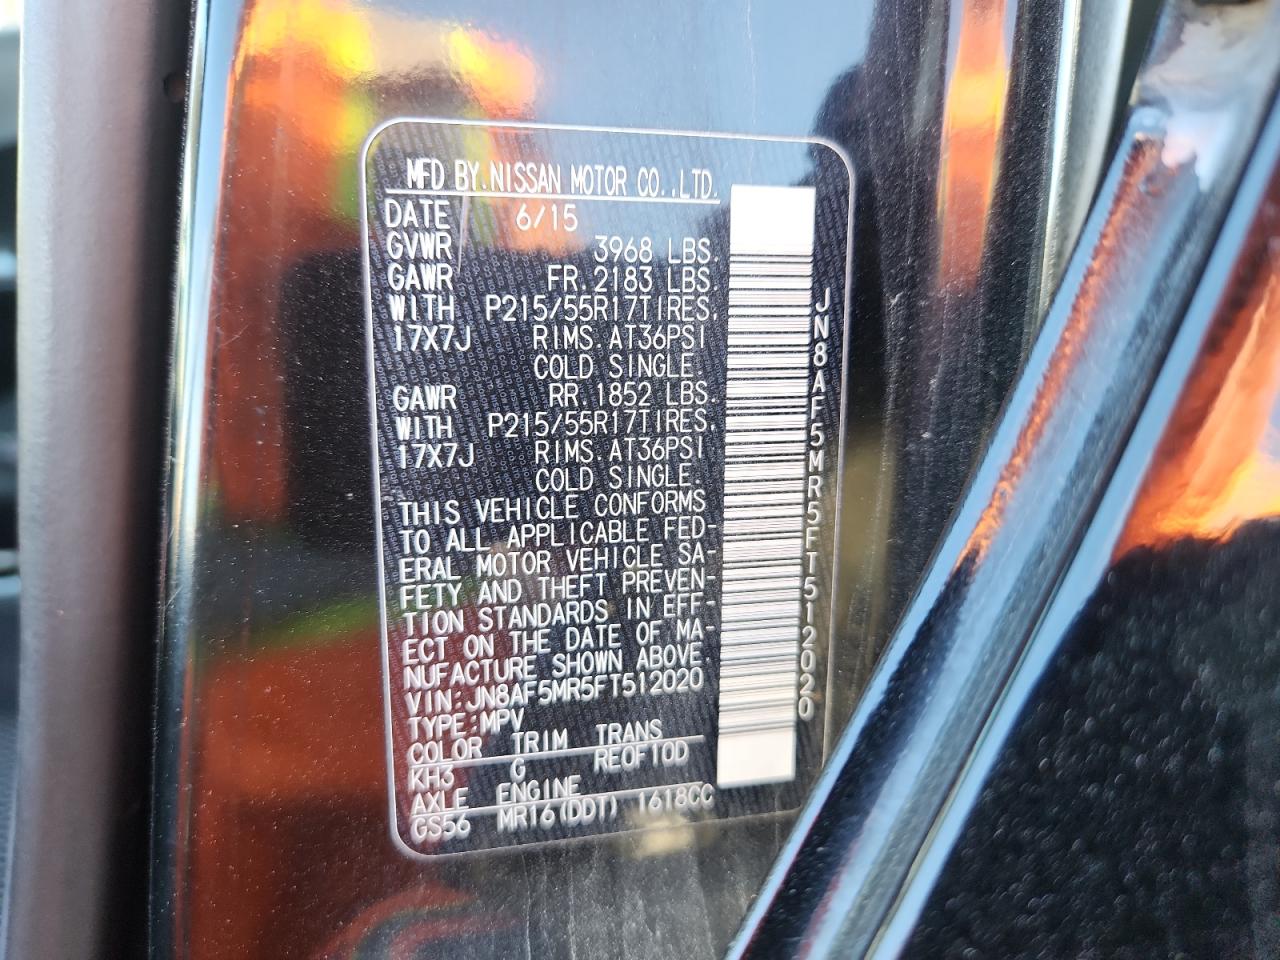 MFD BY.NISSAN MOTOR CO.,LTD.
DATE 6/15
GVWR 3968 LBS.
GAWR FR. 2183 LBS
WITH P215/55R17TIRES.
17X7J RIMS. AT36PSI
COLD SINGLE
GAWR RR. 1852 LBS.
WITH P215/55R17TIRES.
17X7J RIMS. AT36PSI
COLD SINGLE.
THIS VEHICLE CONFORMS
TO ALL APPLICABLE FED-
ERAL MOTOR VEHICLE SA-
FETY AND THEFT PREVEN-
TION STANDARDS IN EFF-
ECT ON THE DATE OF MA-
NUFACTURE SHOWN ABOVE.
VIN:JN8AF5MR5FT512020
TYPE:MPV
COLOR TRIM TRANS
KH3 G RE0F10D
AXLE ENGINE
GS56 MR16(DDT) 1618CC
JN8AF5MR5FT512020